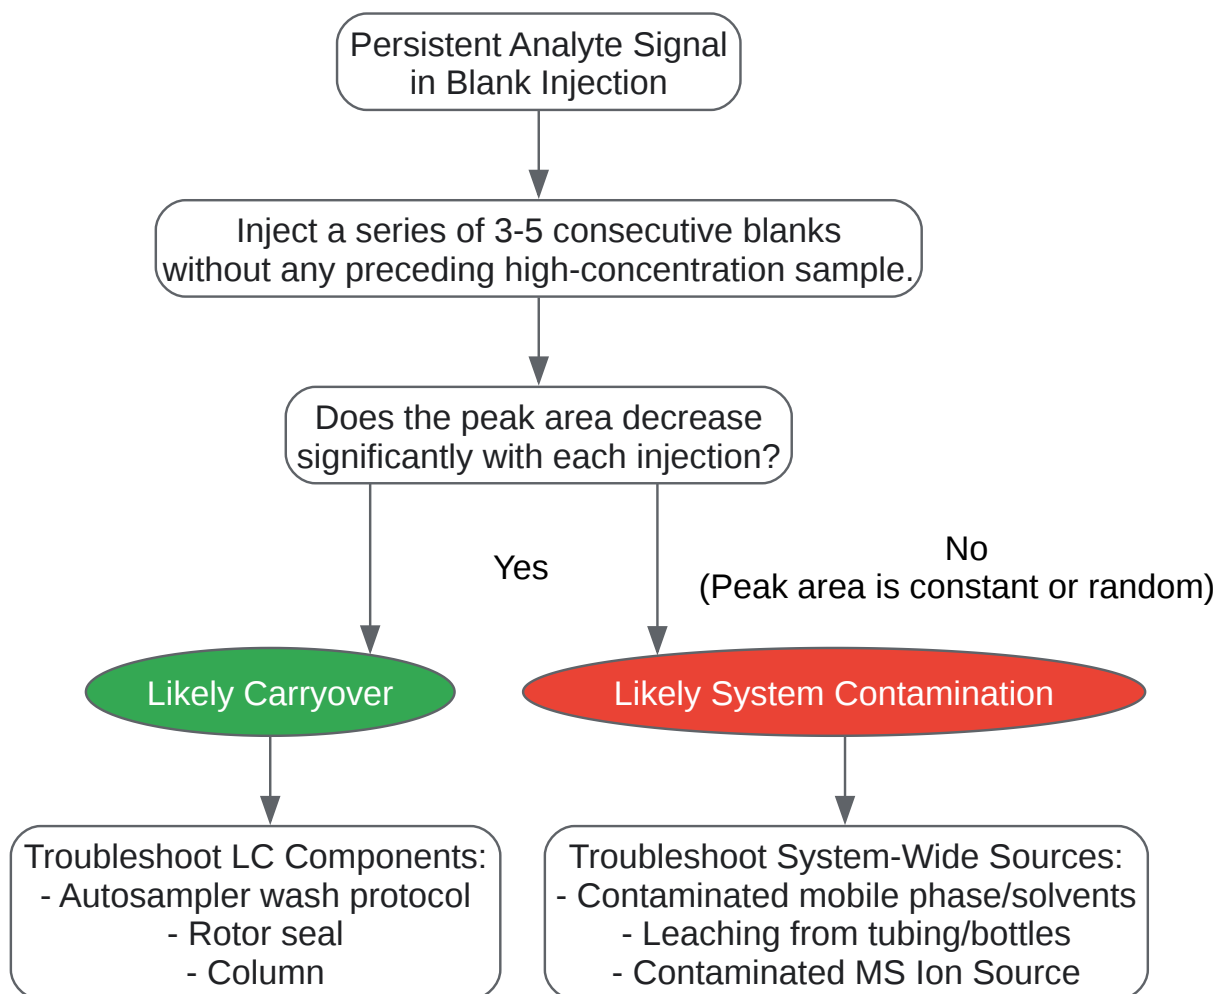 Persistent Analyte Signal
in Blank Injection
Inject a series of 3-5 consecutive blanks
without any preceding high-concentration sample.
Does the peak area decrease
significantly with each injection?
Yes
No
(Peak area is constant or random)
Likely Carryover
Likely System Contamination
Troubleshoot LC Components:
- Autosampler wash protocol
- Rotor seal
- Column
Troubleshoot System-Wide Sources:
- Contaminated mobile phase/solvents
- Leaching from tubing/bottles
- Contaminated MS Ion Source